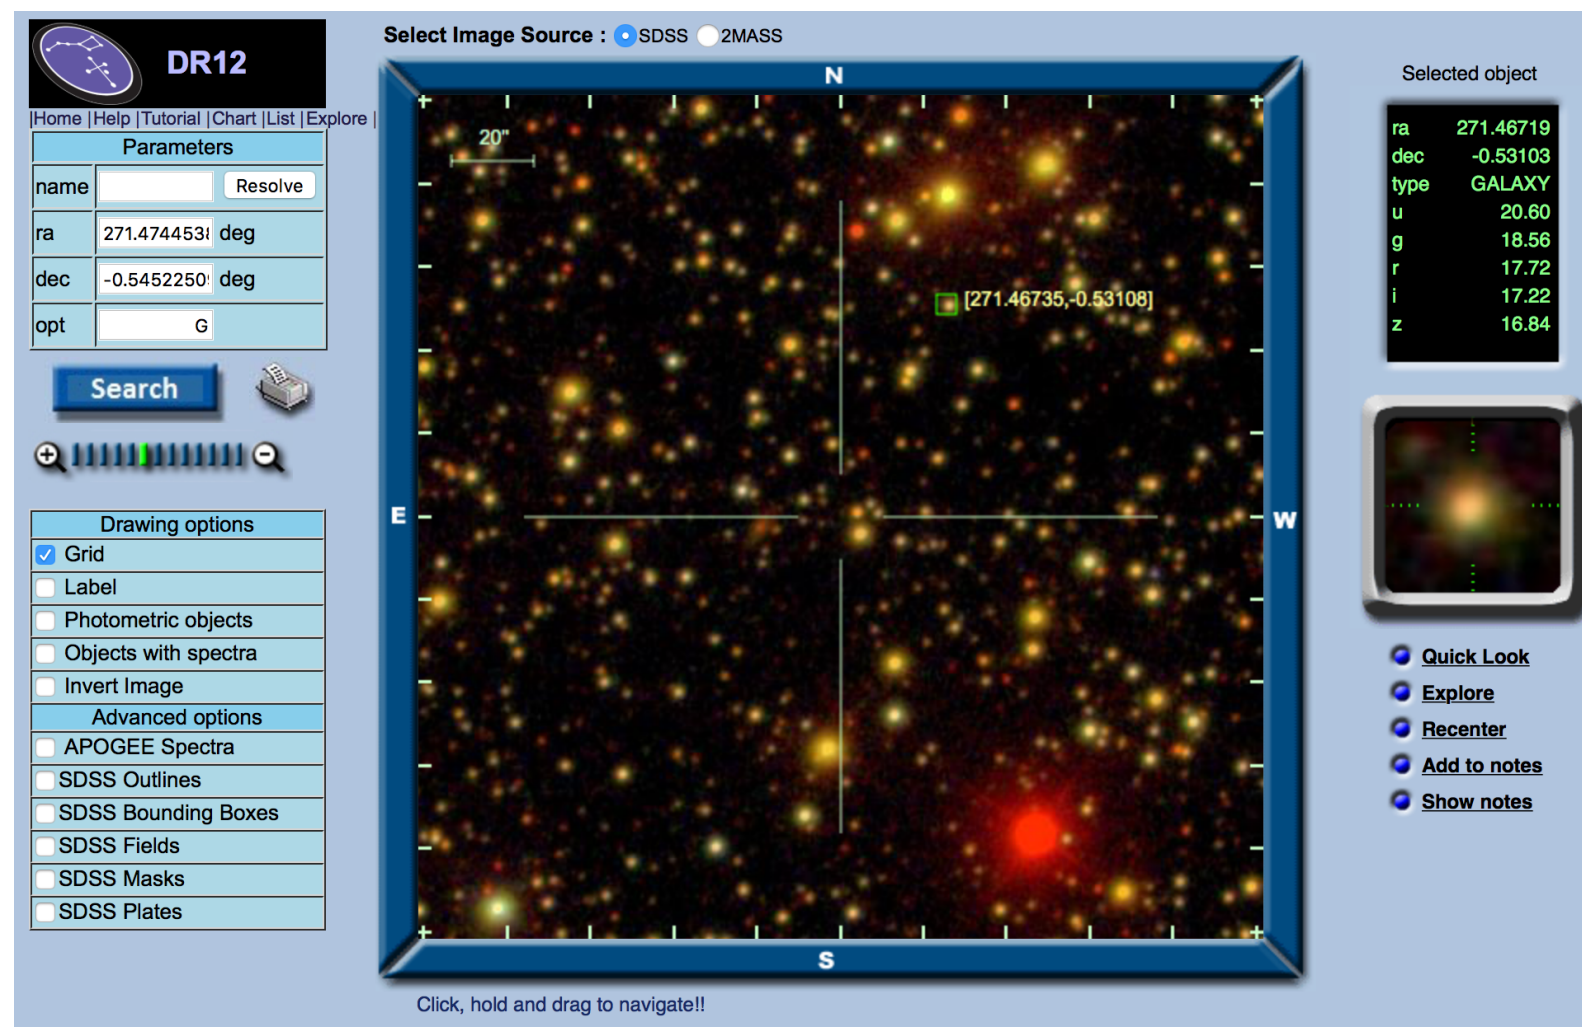 DR12
|Home |Help |Tutorial |Chart |List |Explore |
Parameters
name Resolve
ra 271.4744538 deg
dec -0.54522509 deg
opt G
Search
Drawing options
Grid
Label
Photometric objects
Objects with spectra
Invert Image
Advanced options
APOGEE Spectra
SDSS Outlines
SDSS Bounding Boxes
SDSS Fields
SDSS Masks
SDSS Plates
Select Image Source : SDSS 2MASS
N
20"
[271.46735,-0.53108]
E
W
S
Click, hold and drag to navigate!!
Selected object
ra 271.46719
dec -0.53103
type GALAXY
u 20.60
g 18.56
r 17.72
i 17.22
z 16.84
Quick Look
Explore
Recenter
Add to notes
Show notes